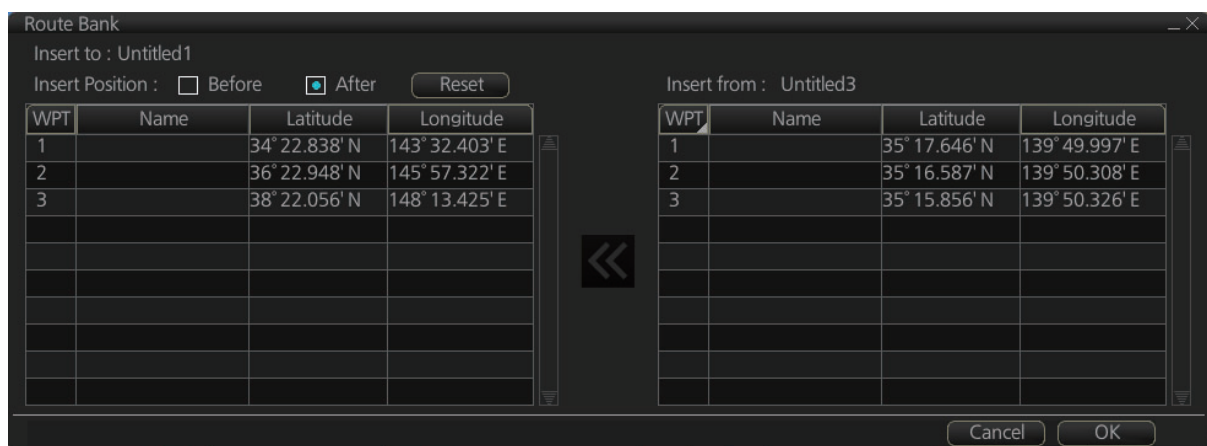 Route Bank
Insert to : Untitled1
Insert Position : Before After Reset
Insert from : Untitled3
WPT Name Latitude Longitude
1 34° 22.838' N 143° 32.403' E
2 36° 22.948' N 145° 57.322' E
3 38° 22.056' N 148° 13.425' E
WPT Name Latitude Longitude
1 35° 17.646' N 139° 49.997' E
2 35° 16.587' N 139° 50.308' E
3 35° 15.856' N 139° 50.326' E
Cancel OK